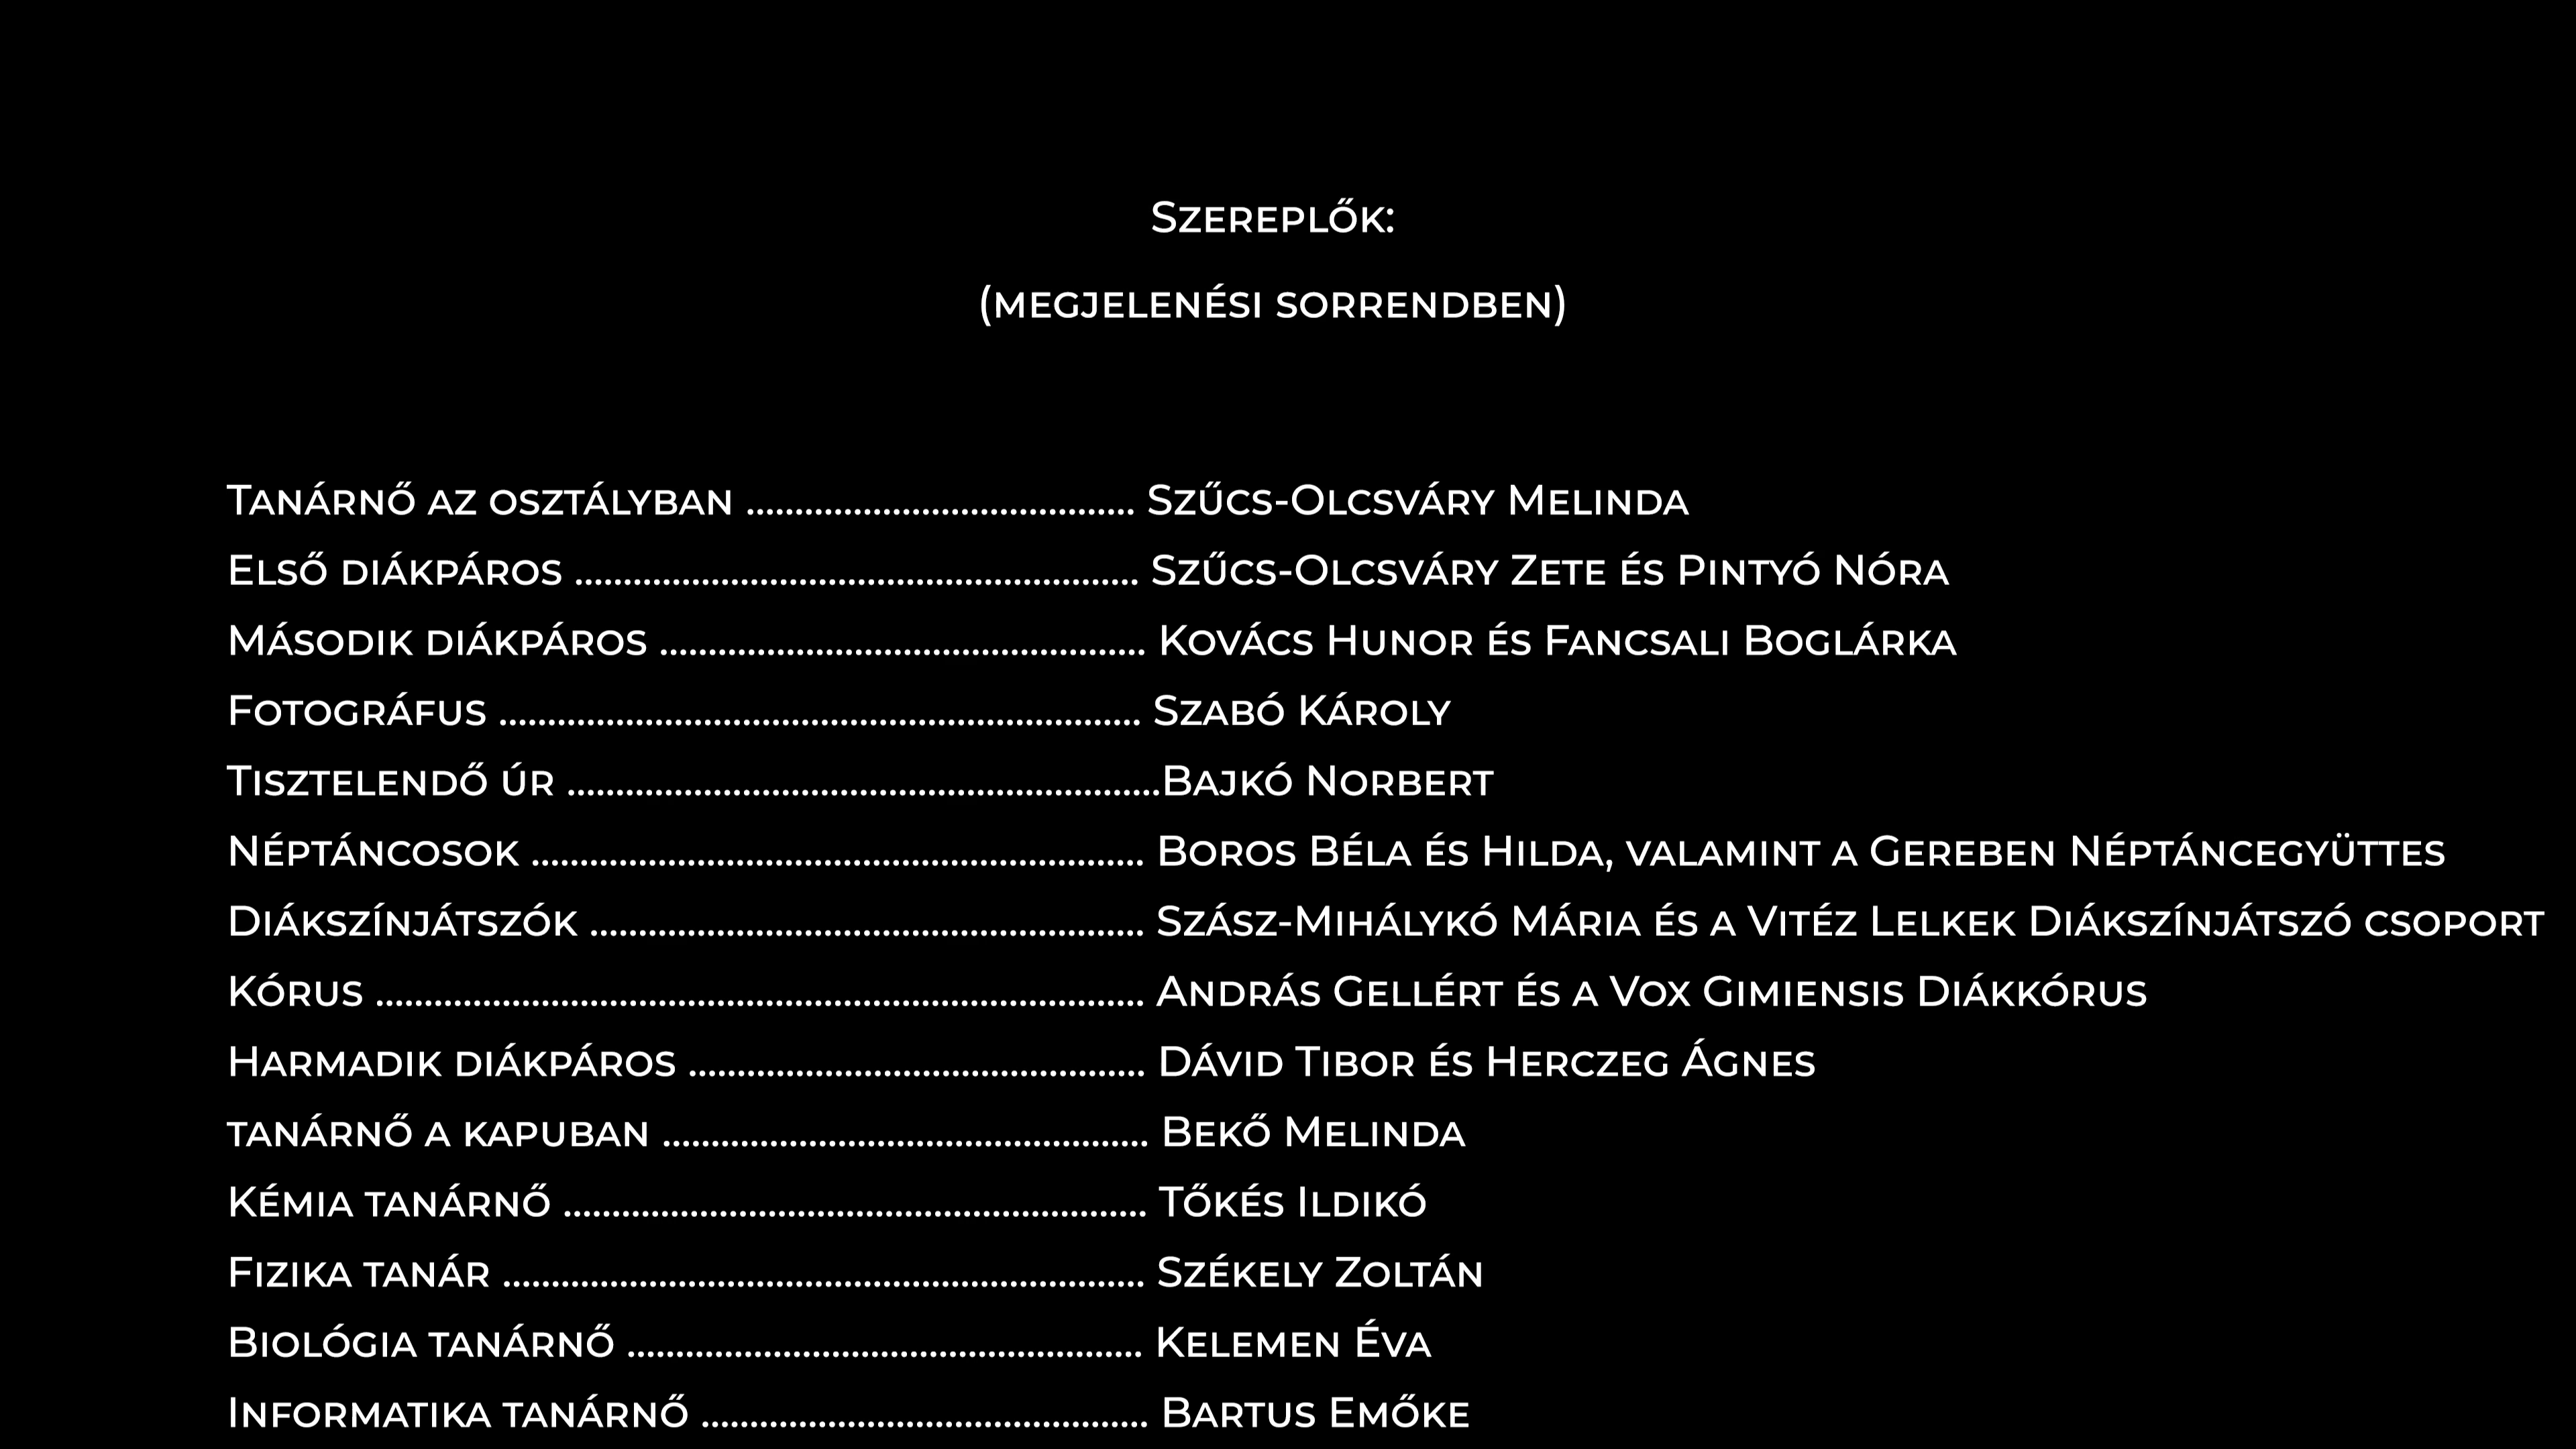 Szereplők:
(megjelenési sorrendben)
Tanárnő az osztályban ........................................ Szűcs-Olcsváry Melinda
Első diákpáros .......................................................... Szűcs-Olcsváry Zete és Pintyó Nóra
Második diákpáros .................................................. Kovács Hunor és Fancsali Boglárka
Fotográfus .................................................................. Szabó Károly
Tisztelendő úr .............................................................Bajkó Norbert
Néptáncosok ............................................................... Boros Béla és Hilda, valamint a Gereben Néptáncegyüttes
Diákszínjátszók ......................................................... Szász-Mihálykó Mária és a Vitéz Lelkek Diákszínjátszó csoport
Kórus ............................................................................... András Gellért és a Vox Gimiensis Diákkórus
Harmadik diákpáros ............................................... Dávid Tibor és Herczeg Ágnes
tanárnő a kapuban .................................................. Bekő Melinda
Kémia tanárnő ............................................................ Tőkés Ildikó
Fizika tanár .................................................................. Székely Zoltán
Biológia tanárnő ..................................................... Kelemen Éva
Informatika tanárnő .............................................. Bartus Emőke